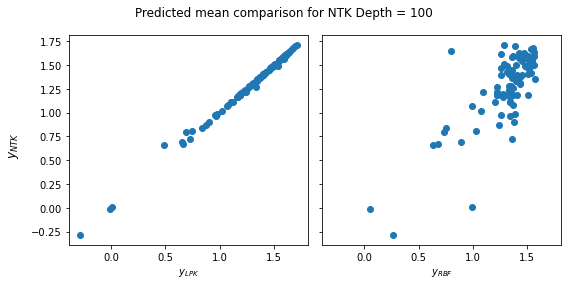 Predicted mean comparison for NTK Depth = 100
y_NTK
1.75
1.50
1.25
1.00
0.75
0.50
0.25
0.00
−0.25
0.0 0.5 1.0 1.5
y_LPK
0.0 0.5 1.0 1.5
y_RBF